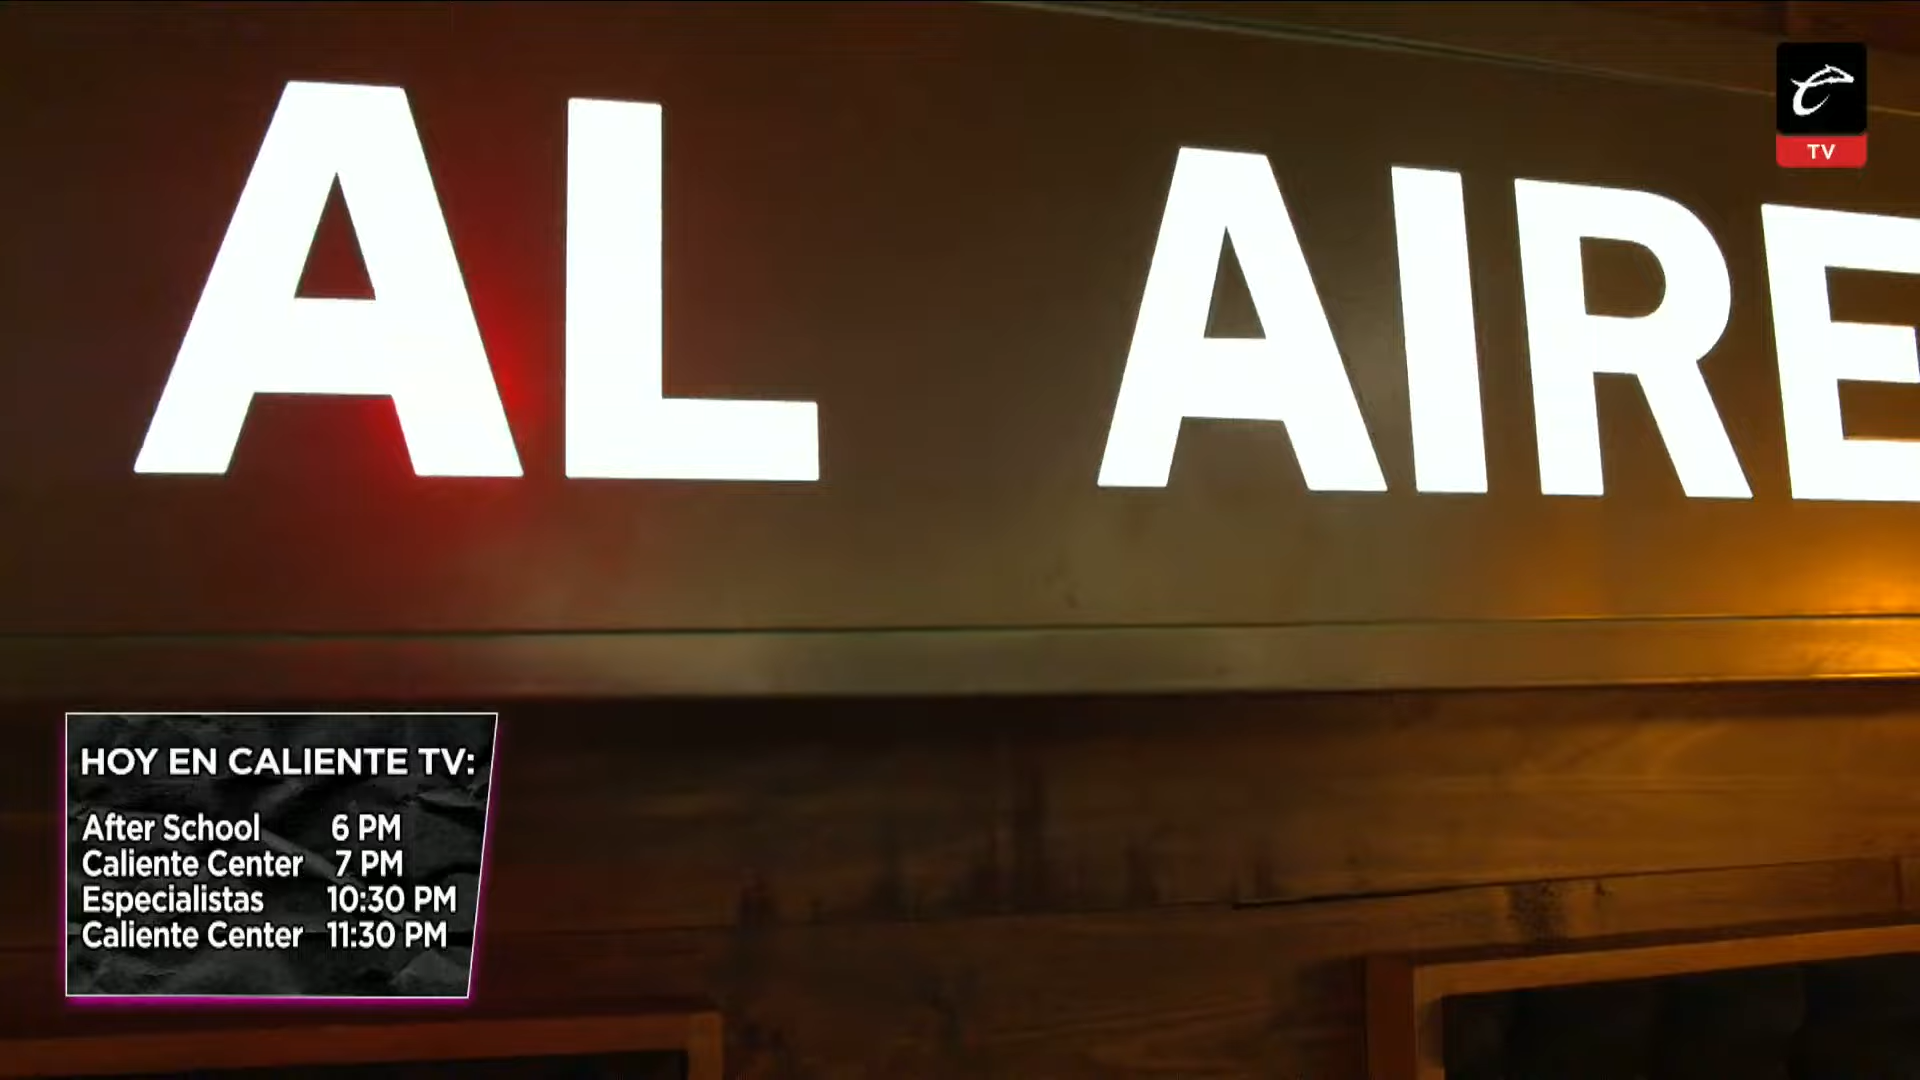 AL AIRE
TV
HOY EN CALIENTE TV:
After School 6 PM
Caliente Center 7 PM
Especialistas 10:30 PM
Caliente Center 11:30 PM